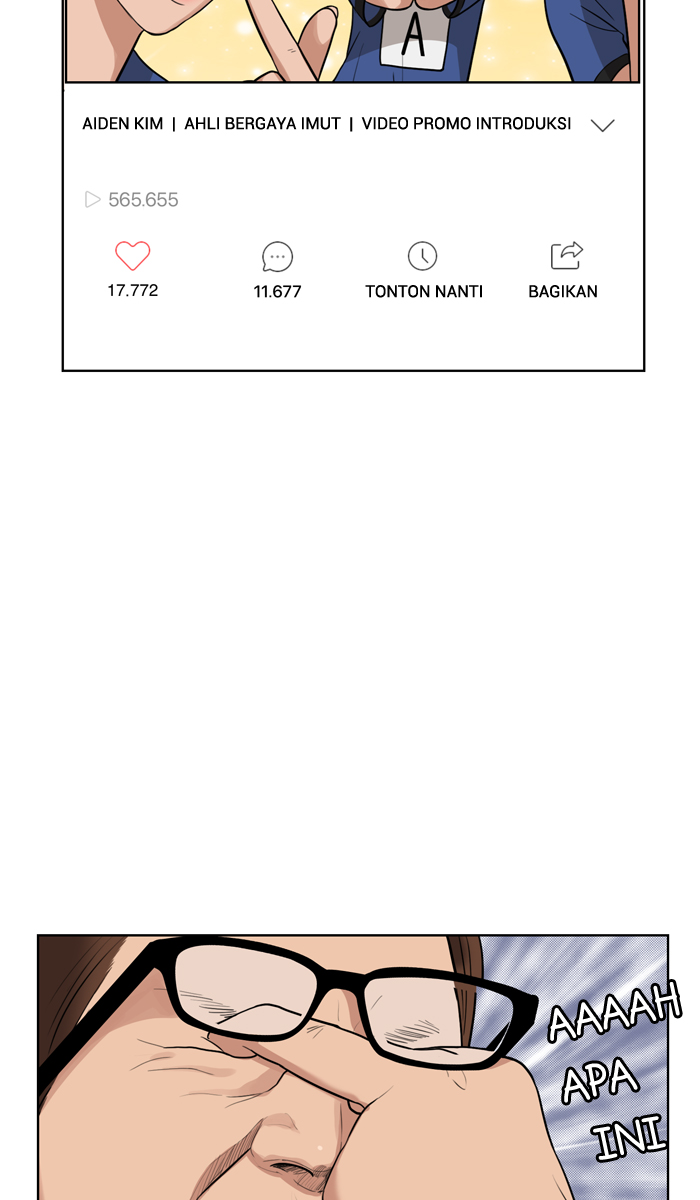 A
AIDEN KIM | AHLI BERGAYA IMUT | VIDEO PROMO INTRODUKSI
565.655
17.772 11.677 TONTON NANTI BAGIKAN
AAAAH
APA
INI